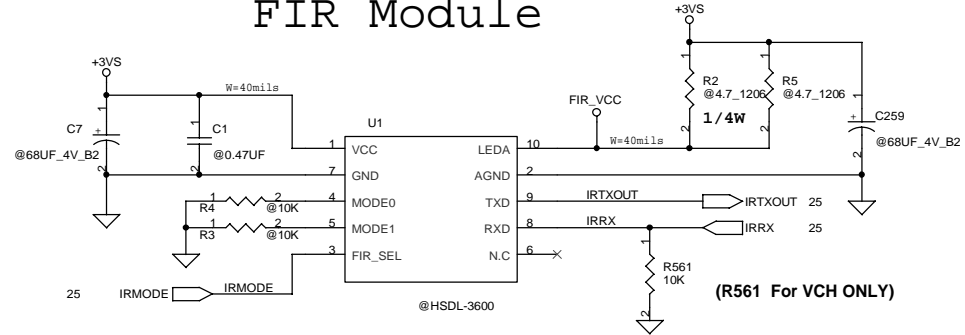 FIR Module
+3VS
+3VS
W=40mils
C7
@68UF_4V_B2
1
2
C1
@0.47UF
1
2
U1
1 VCC
7 GND
4 MODE0
5 MODE1
3 FIR_SEL
LEDA 10
AGND 2
TXD 9
RXD 8
N.C 6
@HSDL-3600
1 2
R4 @10K
1 2
R3 @10K
25 IRMODE IRMODE
FIR_VCC
W=40mils
1
R2
@4.7_1206
1/4W
2
1
R5
@4.7_1206
2
1
C259
@68UF_4V_B2
2
IRTXOUT IRTXOUT 25
IRRX IRRX 25
1
R561
10K
2
(R561 For VCH ONLY)